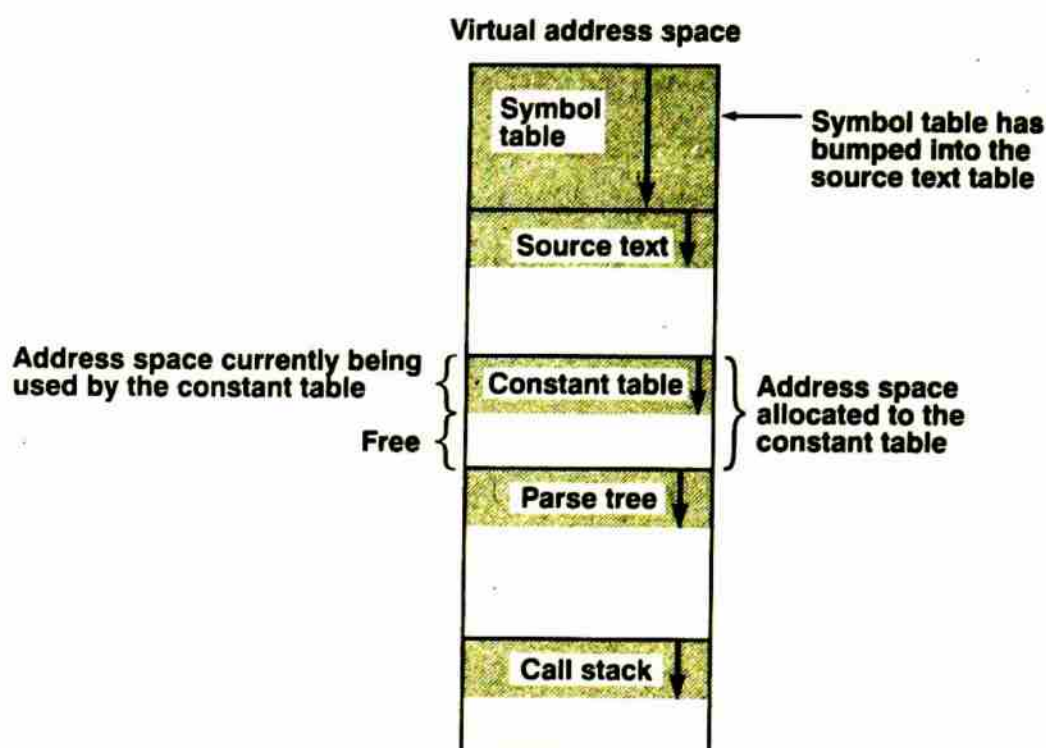 Virtual address space
Symbol
table
Symbol table has
bumped into the
source text table
Source text
Address space currently being
used by the constant table
Constant table
Address space
allocated to the
constant table
Free
Parse tree
Call stack